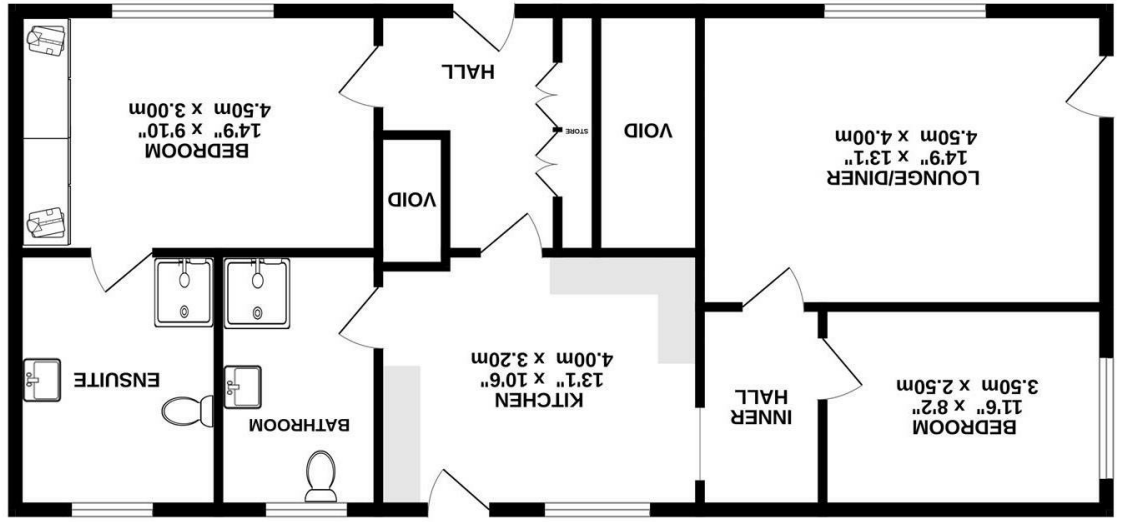 BEDROOM
11'6" x 8'2"
3.50m x 2.50m
INNER
HALL
KITCHEN
13'1" x 10'6"
4.00m x 3.20m
BATHROOM
ENSUITE
LOUNGE/DINER
14'9" x 13'1"
4.50m x 4.00m
VOID
STORE
HALL
VOID
BEDROOM
14'9" x 9'10"
4.50m x 3.00m